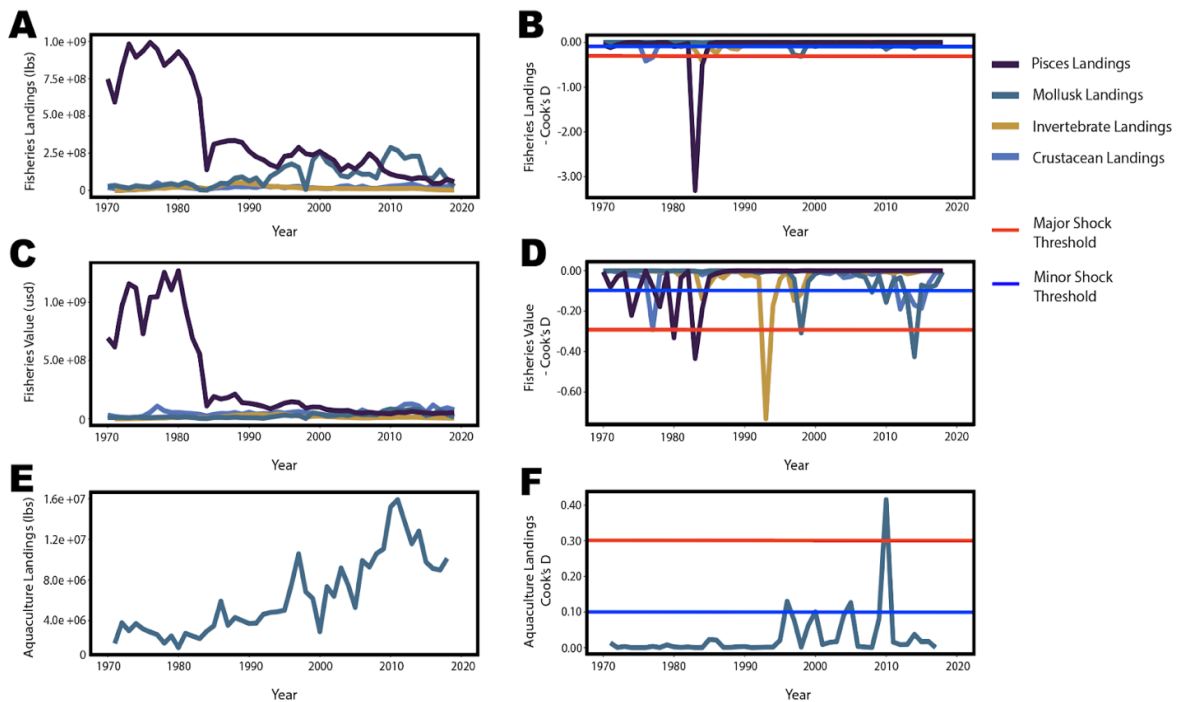 A
Fisheries Landings (lbs)
1.0e +09
7.5e +08
5.0e +08
2.5e +08
0
1970
1980
1990
2000
2010
2020
Year
B
Fisheries Landings
- Cook's D
0.00
-1.00
-2.00
-3.00
1970
1980
1990
2000
2010
2020
Year
Pisces Landings
Mollusk Landings
Invertebrate Landings
Crustacean Landings
Major Shock
Threshold
Minor Shock
Threshold
C
Fisheries Value (usd)
1.0e +09
5.0e +08
0
1970
1980
1990
2000
2010
2020
Year
D
Fisheries Value
- Cook's D
0.00
-0.20
-0.40
-0.60
1970
1980
1990
2000
2010
2020
Year
E
Aquaculture Landings (lbs)
1.6e +07
1.2e +07
8.0e +06
4.0e +06
0
1970
1980
1990
2000
2010
2020
Year
F
Aquaculture Landings
Cook's D
0.40
0.30
0.20
0.10
0.00
1970
1980
1990
2000
2010
2020
Year